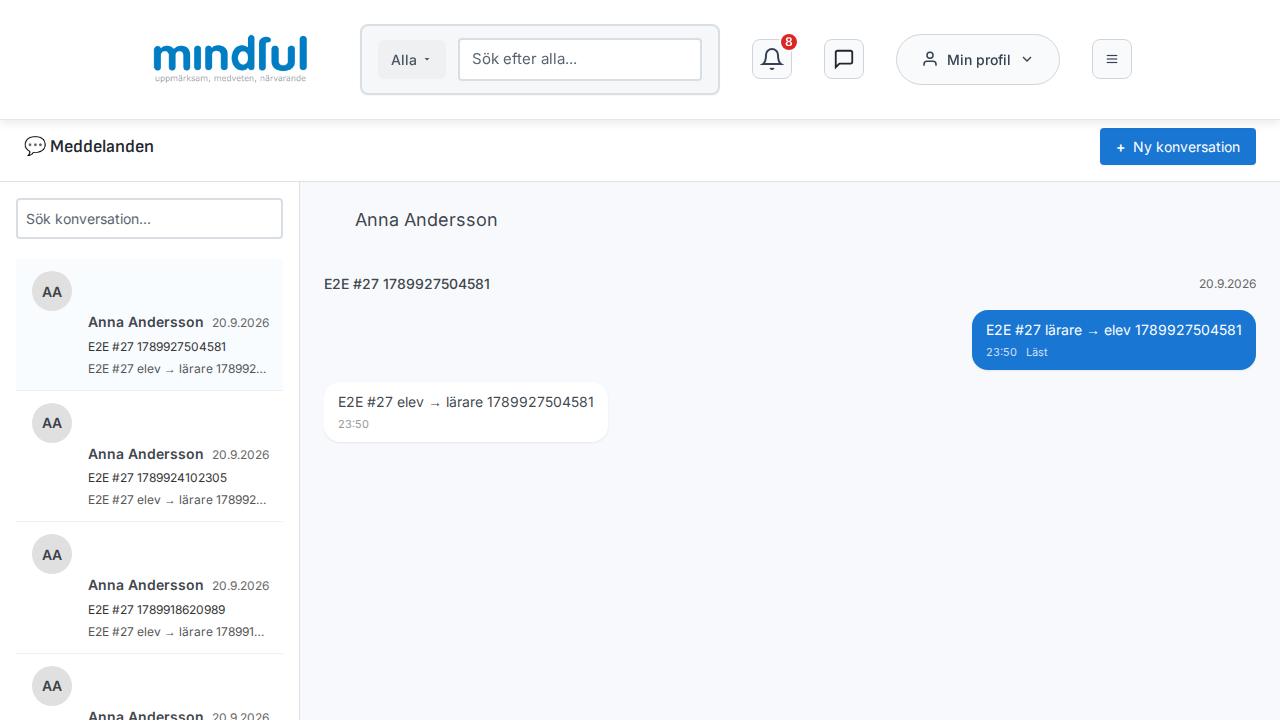 mindful
uppmärksam, medveten, närvarande
Alla
Sök efter alla...
8
Min profil
💬 Meddelanden
+ Ny konversation
Sök konversation...
AA
Anna Andersson 20.9.2026
E2E #27 1789927504581
E2E #27 elev → lärare 178992...
AA
Anna Andersson 20.9.2026
E2E #27 1789924102305
E2E #27 elev → lärare 178992...
AA
Anna Andersson 20.9.2026
E2E #27 1789918620989
E2E #27 elev → lärare 178991...
AA
Anna Andersson 20.9.2026
Anna Andersson
E2E #27 1789927504581 20.9.2026
E2E #27 lärare → elev 1789927504581
23:50 Läst
E2E #27 elev → lärare 1789927504581
23:50